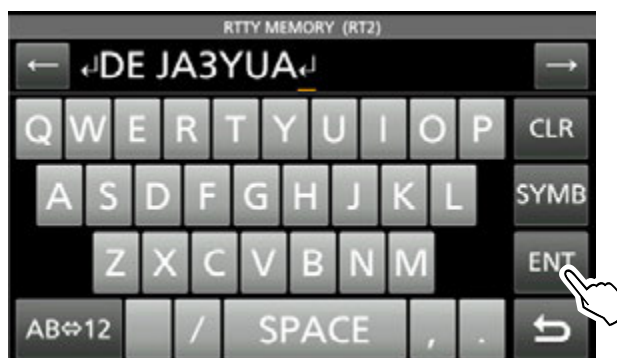 RTTY MEMORY (RT2)
← ↲DE JA3YUA↲ →
Q W E R T Y U I O P CLR
A S D F G H J K L SYMB
Z X C V B N M ENT
AB⇔12 / SPACE , . ⮌